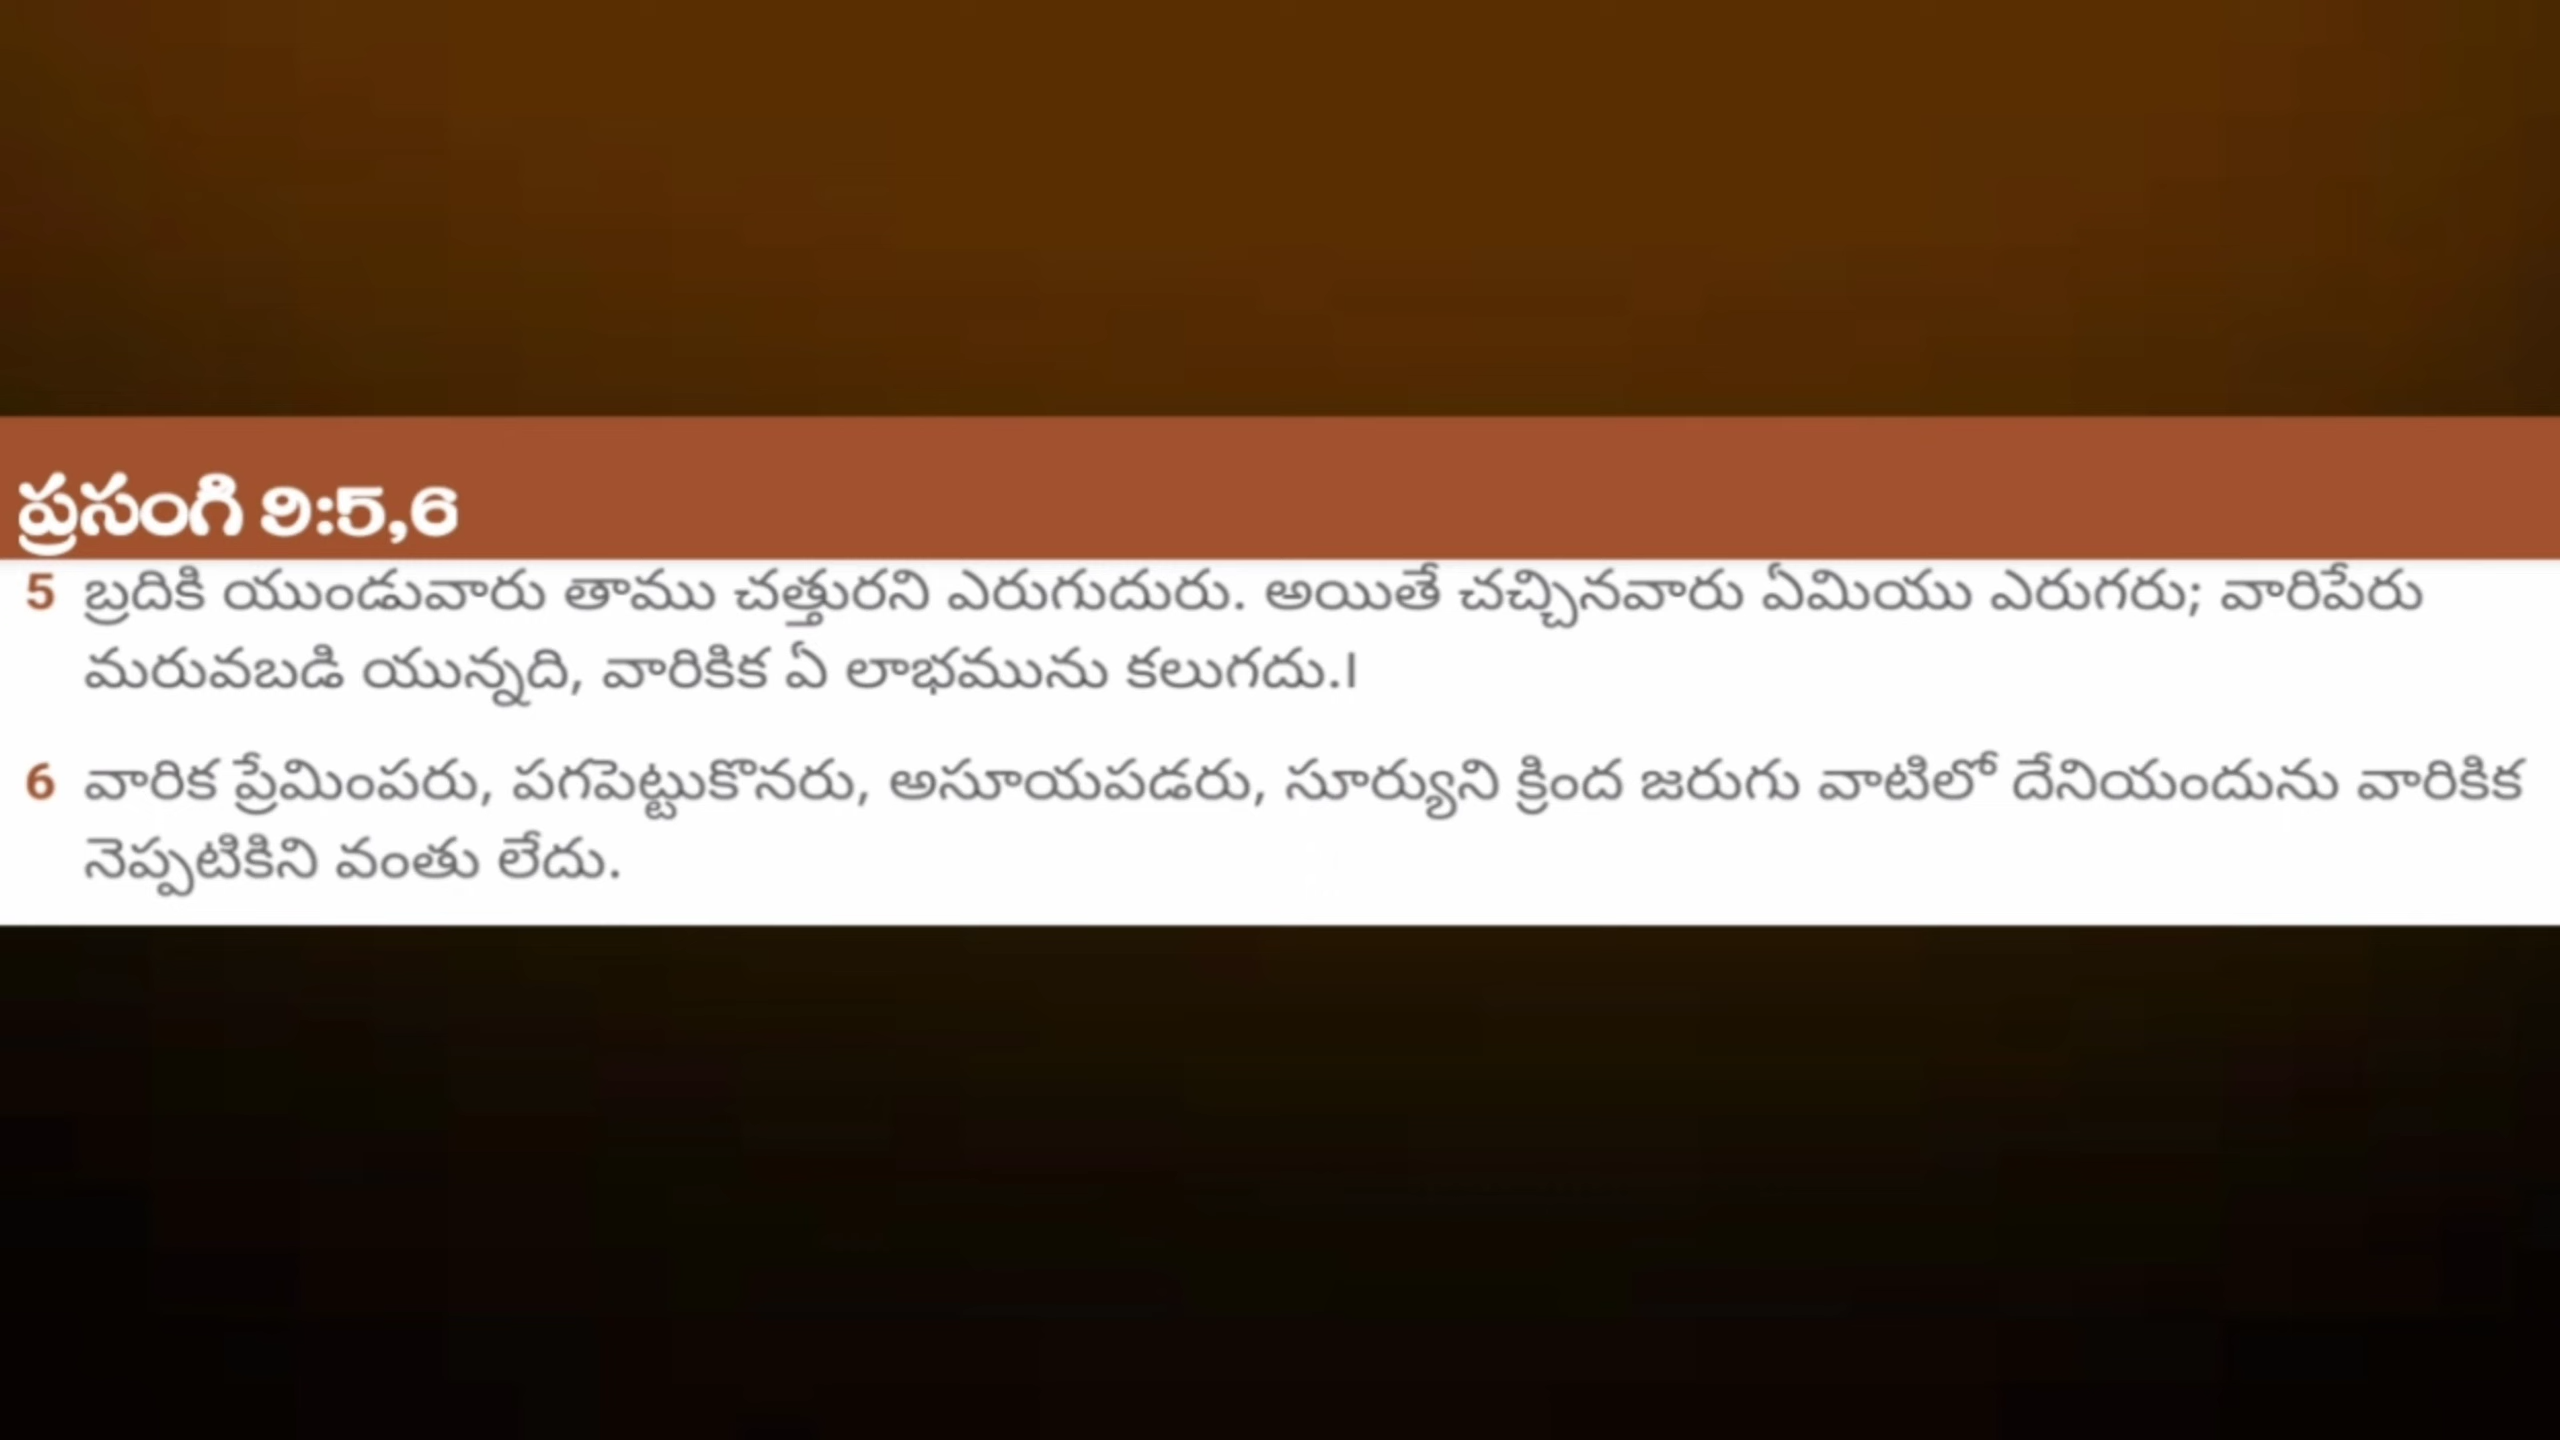 ప్రసంగి 9:5,6
5 బ్రదికి యుండువారు తాము చత్తురని ఎరుగుదురు. అయితే చచ్చినవారు ఏమియు ఎరుగరు; వారిపేరు
మరువబడి యున్నది, వారికిక ఏ లాభమును కలుగదు.।
6 వారిక ప్రేమింపరు, పగపెట్టుకొనరు, అసూయపడరు, సూర్యుని క్రింద జరుగు వాటిలో దేనియందును వారికిక
నెప్పటికిని వంతు లేదు.